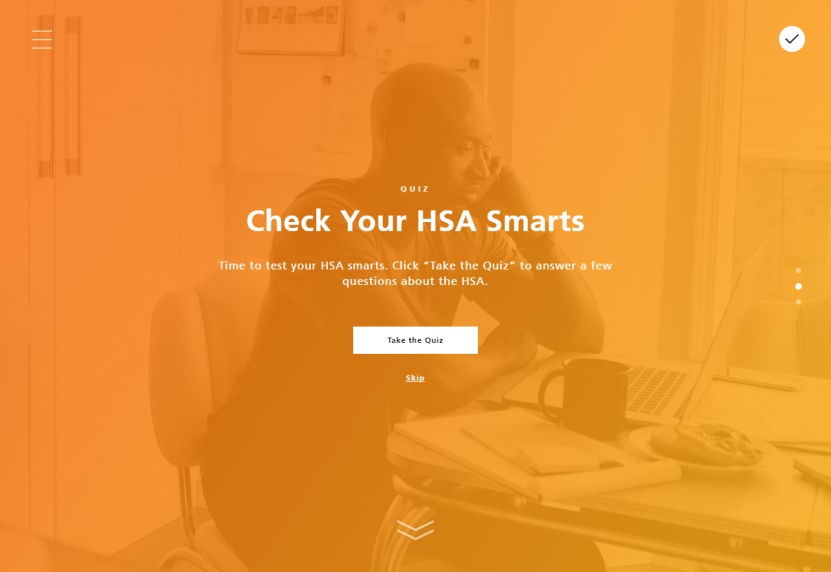 QUIZ
Check Your HSA Smarts
Time to test your HSA smarts. Click “Take the Quiz” to answer a few
questions about the HSA.
Take the Quiz
Skip